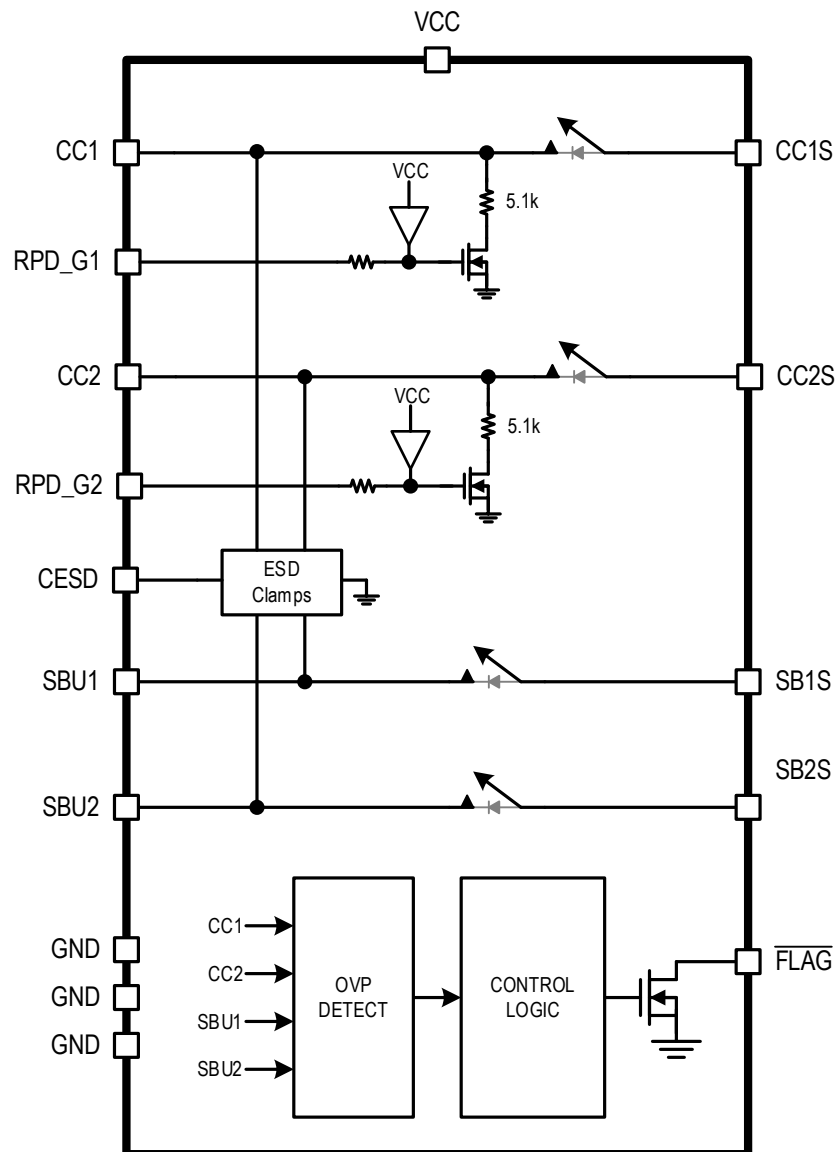 VCC
CC1
CC1S
VCC
5.1k
RPD_G1
CC2
CC2S
VCC
5.1k
RPD_G2
CESD
ESD
Clamps
SBU1
SB1S
SB2S
SBU2
CC1
GND
FLAG
CC2
OVP
DETECT
CONTROL
LOGIC
GND
SBU1
GND
SBU2